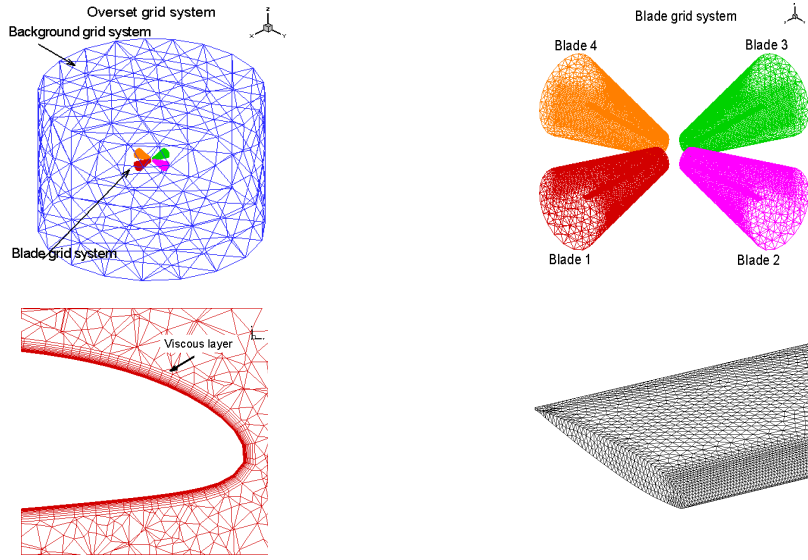 Overset grid system
Background grid system
Z
X
Y
Blade grid system
Blade grid system
Blade 4
Blade 3
Blade 1
Blade 2
Viscous layer